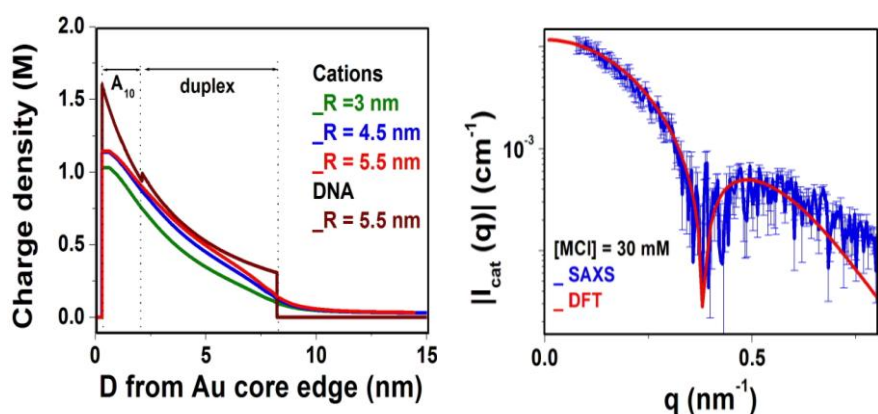 2.0
1.5
1.0
0.5
0.0
Charge density (M)
A10
duplex
Cations
_R =3 nm
_R = 4.5 nm
_R = 5.5 nm
DNA
_R = 5.5 nm
0 5 10 15
D from Au core edge (nm)
|Icat (q)| (cm-1)
10-3
[MCl] = 30 mM
_ SAXS
_ DFT
0.0 0.5
q (nm-1)